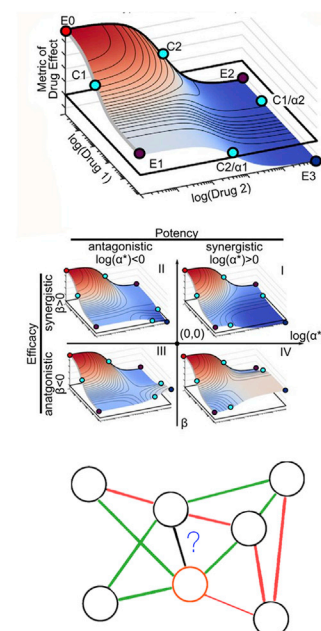 E0
C2
E2
C1
C1/α2
E1
C2/α1
E3
Metric of
Drug Effect
log(Drug 1)
log(Drug 2)
Potency
antagonistic
synergistic
log(α*)<0
log(α*)>0
II
I
(0,0)
log(α*
III
IV
β
Efficacy
synergistic
β>0
anatgonistic
β<0
?